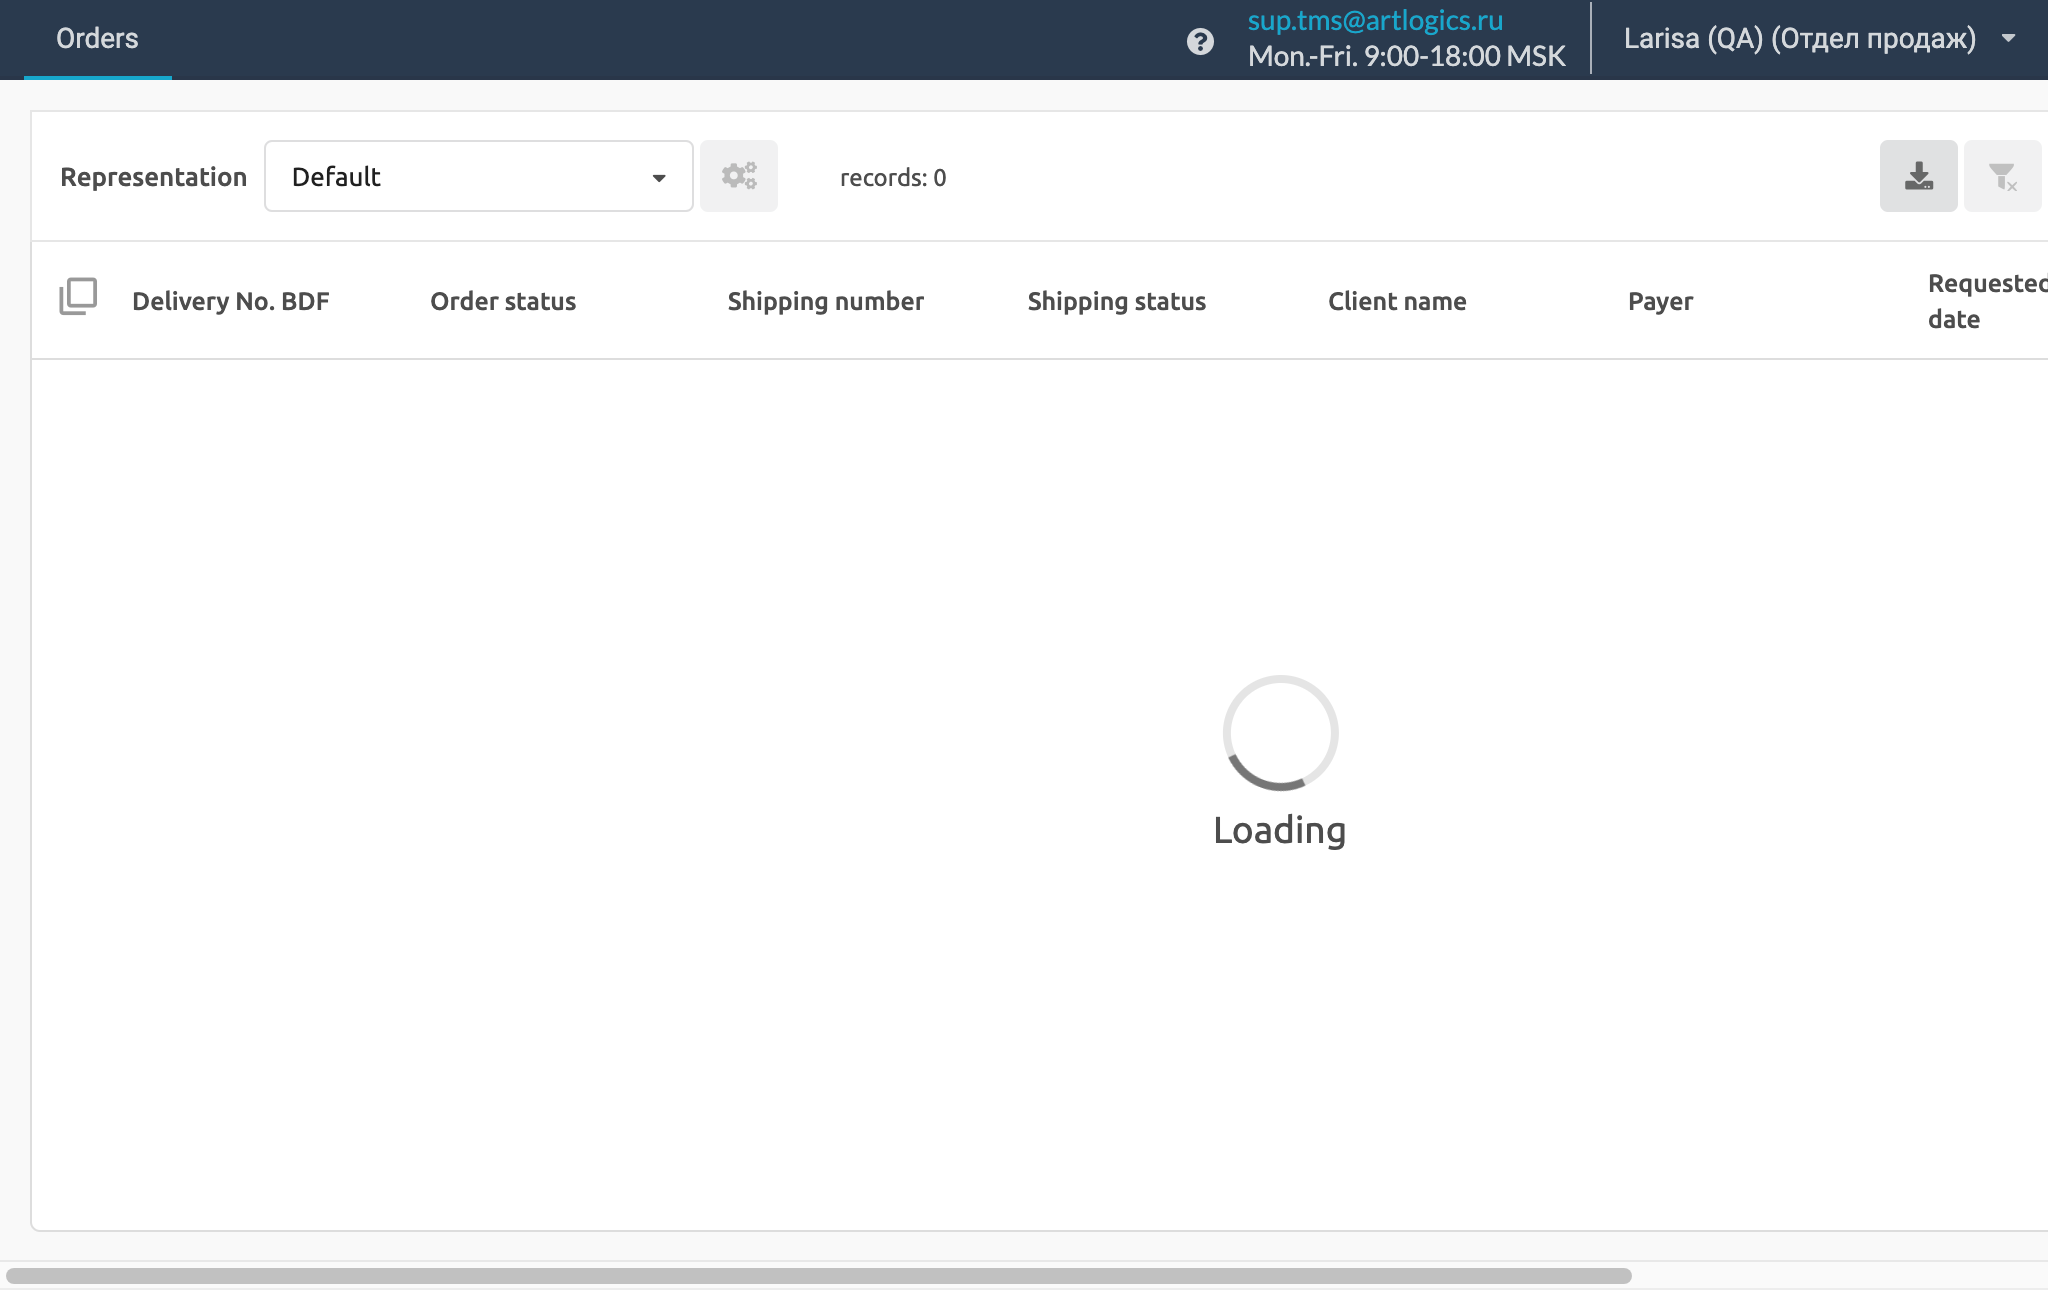 Orders
sup.tms@artlogics.ru
Mon.-Fri. 9:00-18:00 MSK
Larisa (QA) (Отдел продаж)
Representation
Default
records: 0
Delivery No. BDF
Order status
Shipping number
Shipping status
Client name
Payer
Requested
date
Loading